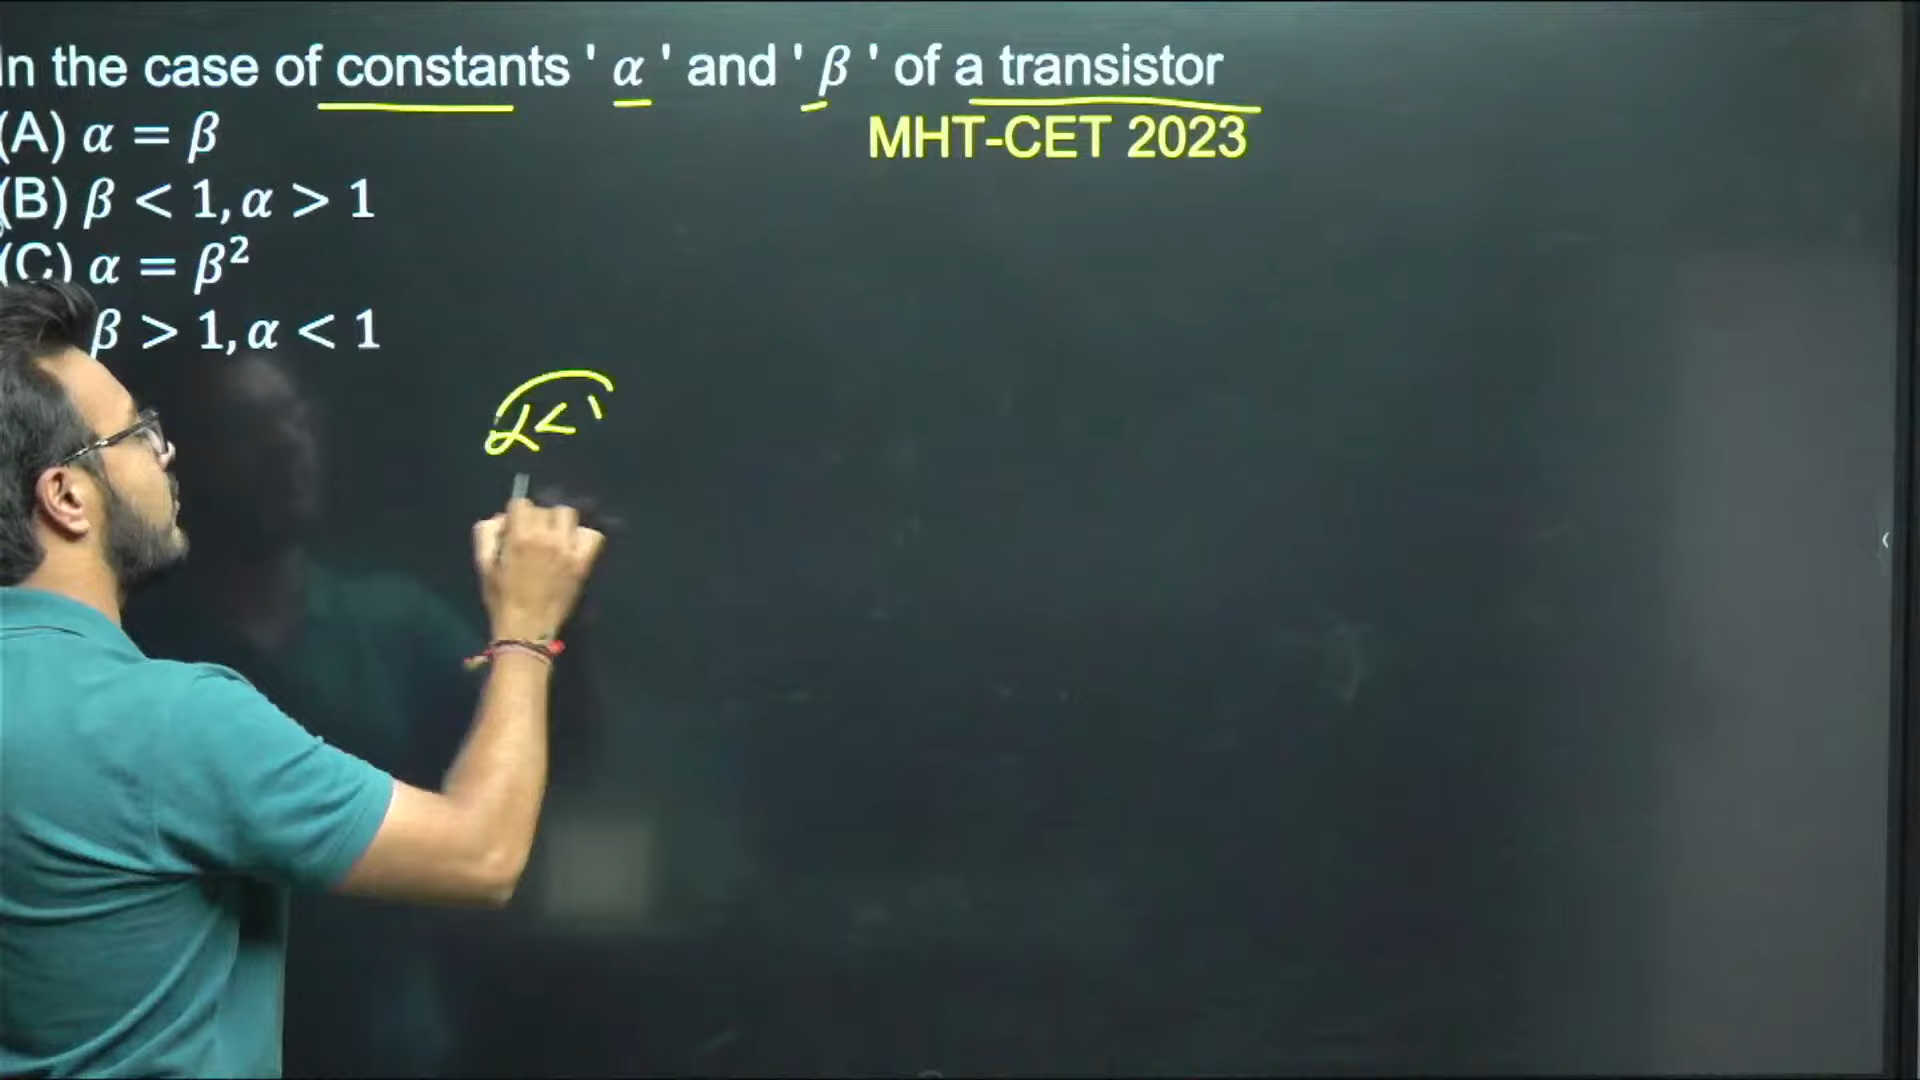 In the case of constants ' α ' and ' β ' of a transistor
(A) α = β
MHT-CET 2023
(B) β < 1, α > 1
(C) α = β²
β > 1, α < 1
α < 1